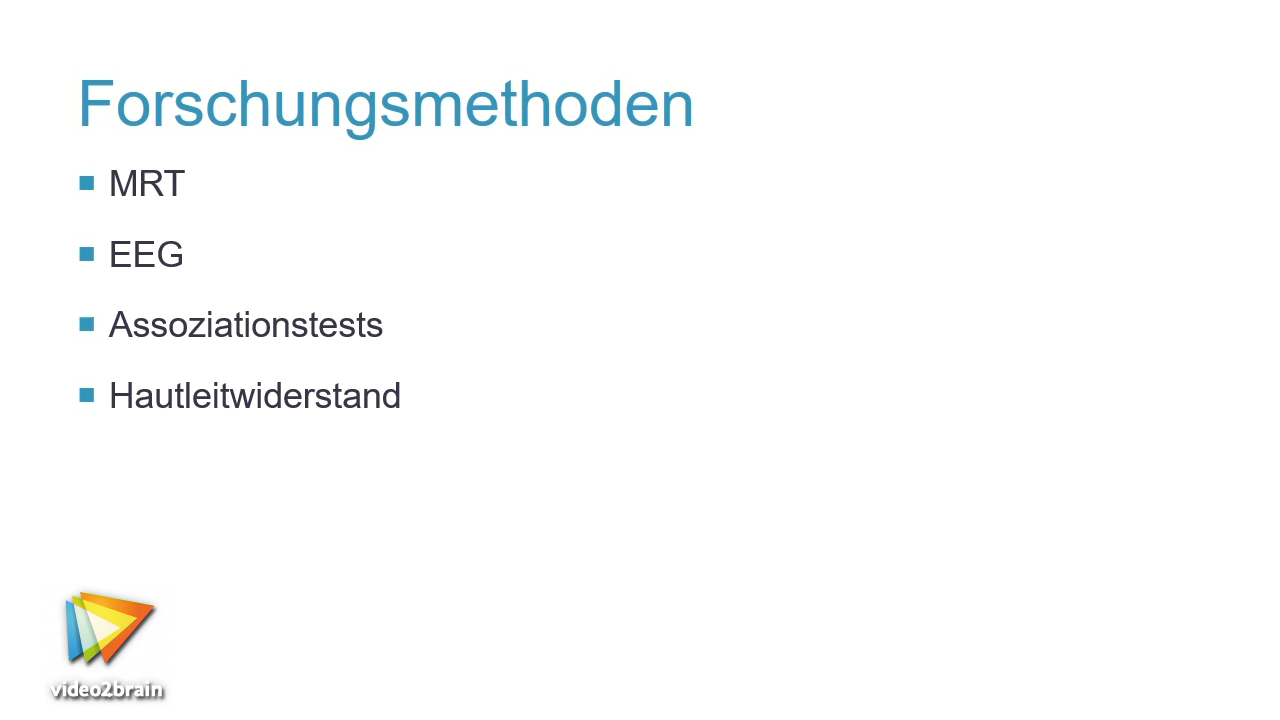 Forschungsmethoden
MRT
EEG
Assoziationstests
Hautleitwiderstand
video2brain